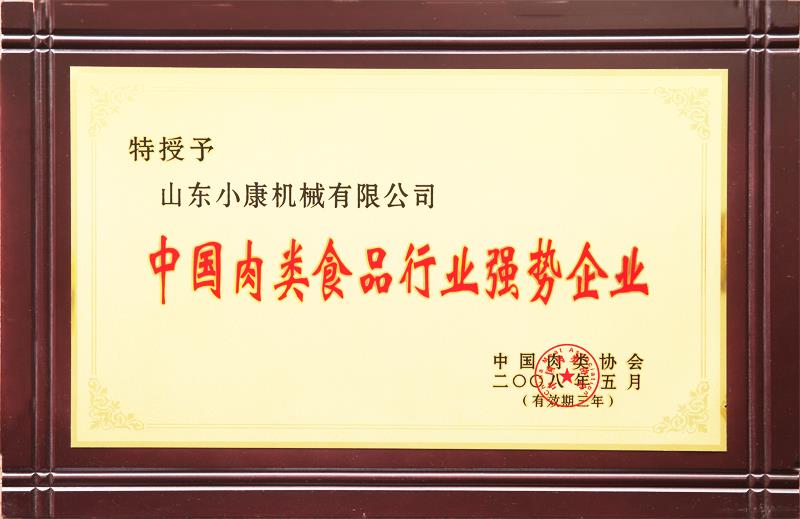 特授予
山东小康机械有限公司
中国肉类食品行业强势企业
中国肉类协会
二〇〇八年五月
（有效期三年）